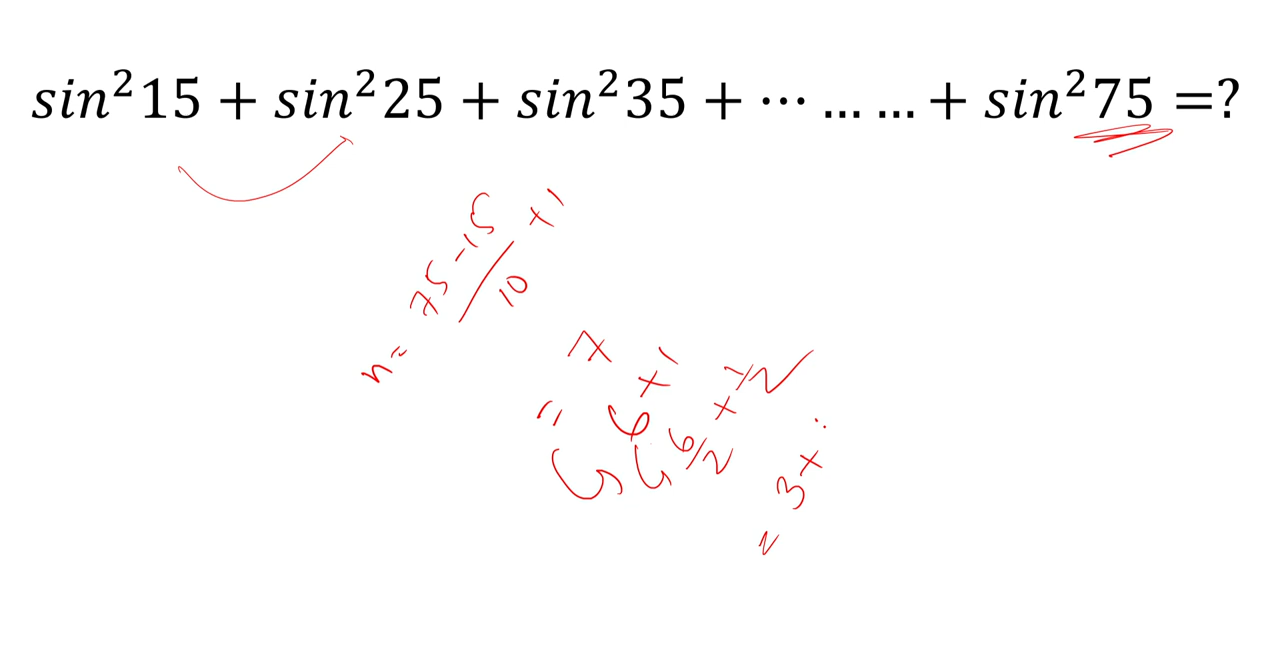 sin²15 + sin²25 + sin²35 + ⋯ … … + sin²75 =?
n = 75 - 15 / 10 + 1
= 7
6 + 1
6/2 + 1/2
= 3 + .